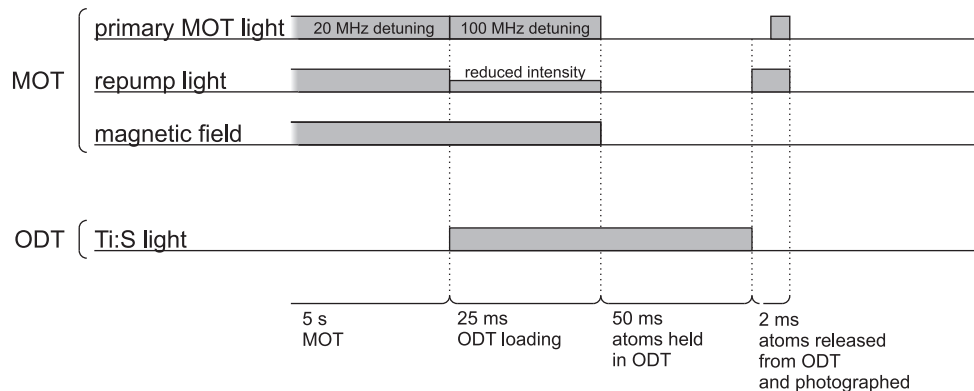 primary MOT light
20 MHz detuning
100 MHz detuning
MOT
repump light
reduced intensity
magnetic field
ODT
Ti:S light
5 s
MOT
25 ms
ODT loading
50 ms
atoms held
in ODT
2 ms
atoms released
from ODT
and photographed